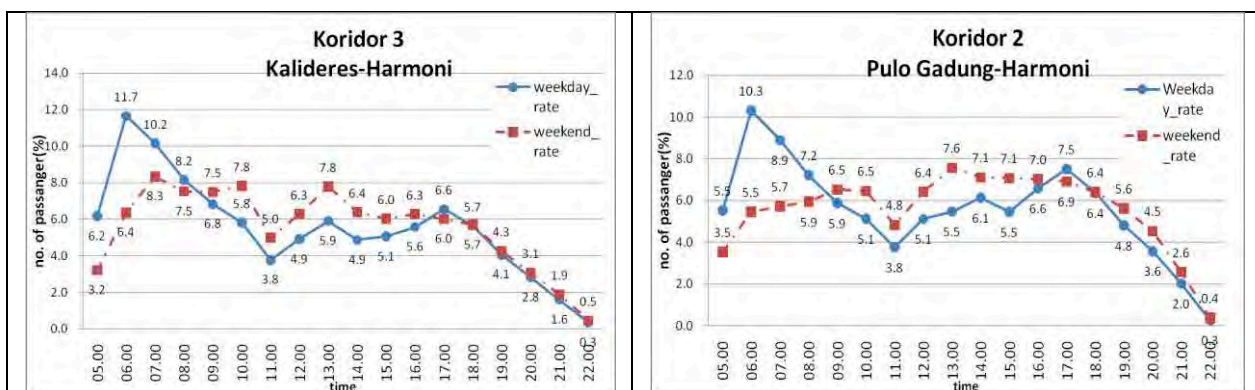 Koridor 3
Kalideres-Harmoni
no. of passanger(%)
14.0
12.0
10.0
8.0
6.0
4.0
2.0
0.0
weekday_
rate
weekend_
rate
6.2 11.7 10.2 8.2 6.8 5.8 3.8 4.9 5.9 4.9 5.1 5.6 6.6 5.7 4.1 2.8 1.6 0.3
3.2 6.4 8.3 7.5 7.5 7.8 5.0 6.3 7.8 6.4 6.0 6.3 6.0 5.7 4.3 3.1 1.9 0.5
05.00 06.00 07.00 08.00 09.00 10.00 11.00 12.00 13.00 14.00 15.00 16.00 17.00 18.00 19.00 20.00 21.00 22.00
time
Koridor 2
Pulo Gadung-Harmoni
no. of passanger(%)
12.0
10.0
8.0
6.0
4.0
2.0
0.0
Weekda
y_rate
weekend
_rate
5.5 10.3 8.9 7.2 5.9 5.1 3.8 5.1 5.5 6.1 5.5 6.6 7.5 6.4 4.8 3.6 2.0 0.3
3.5 5.5 5.7 5.9 6.5 6.5 4.8 6.4 7.6 7.1 7.1 7.0 6.9 6.4 5.6 4.5 2.6 0.4
05.00 06.00 07.00 08.00 09.00 10.00 11.00 12.00 13.00 14.00 15.00 16.00 17.00 18.00 19.00 20.00 21.00 22.00
time